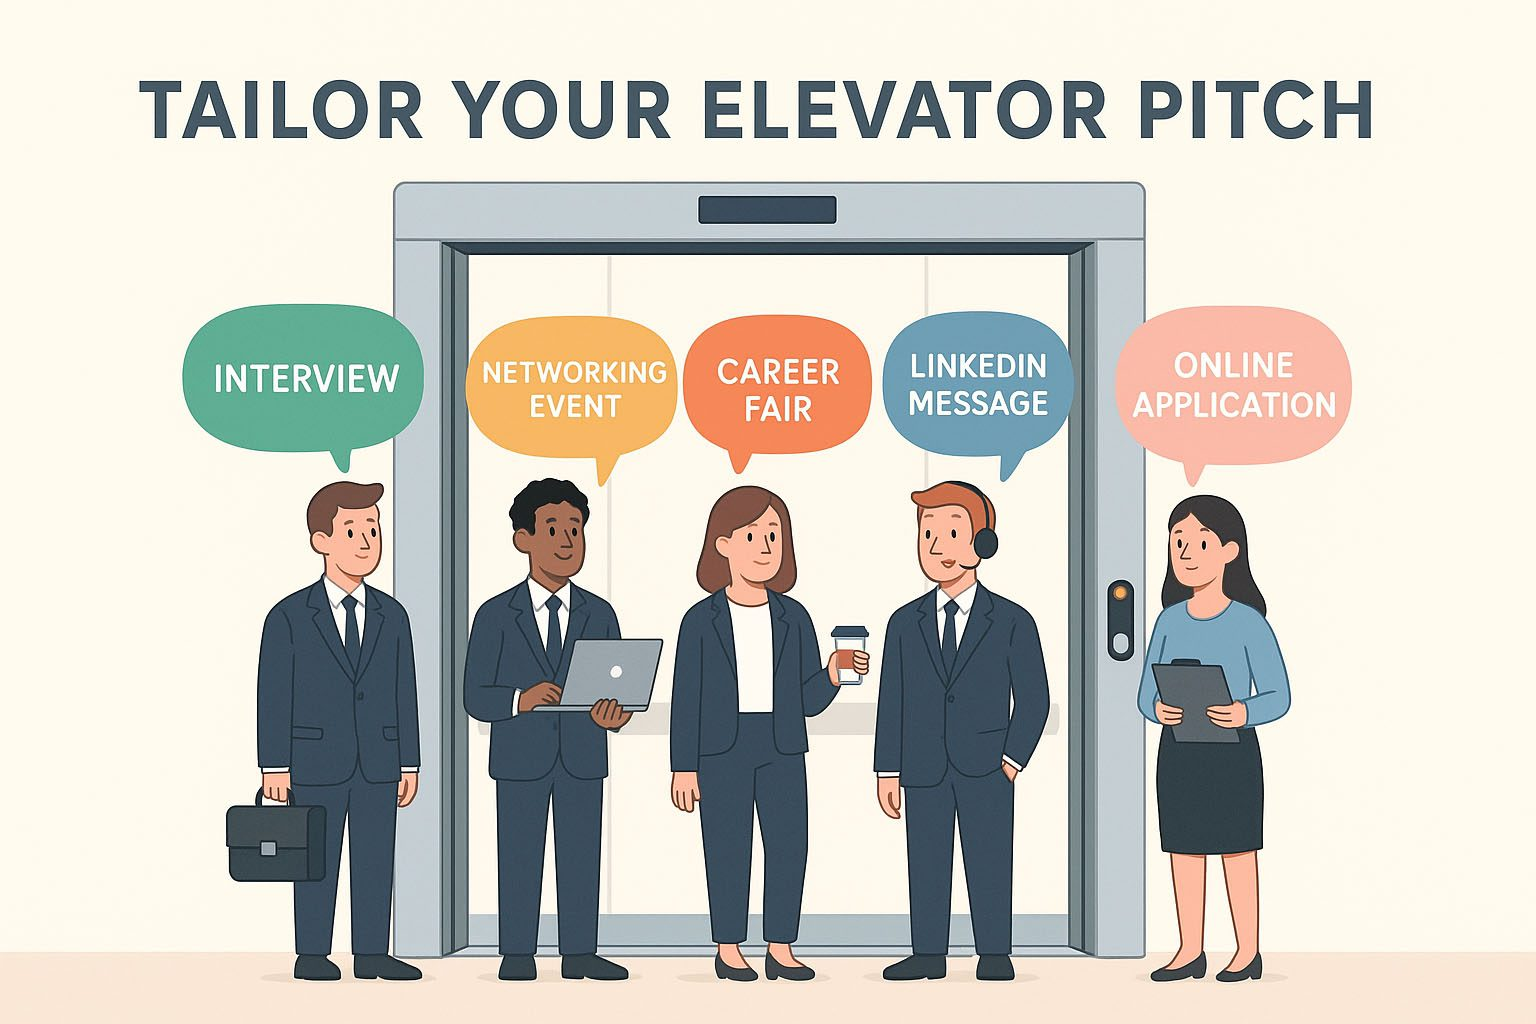 TAILOR YOUR ELEVATOR PITCH
INTERVIEW
NETWORKING
EVENT
CAREER
FAIR
LINKEDIN
MESSAGE
ONLINE
APPLICATION